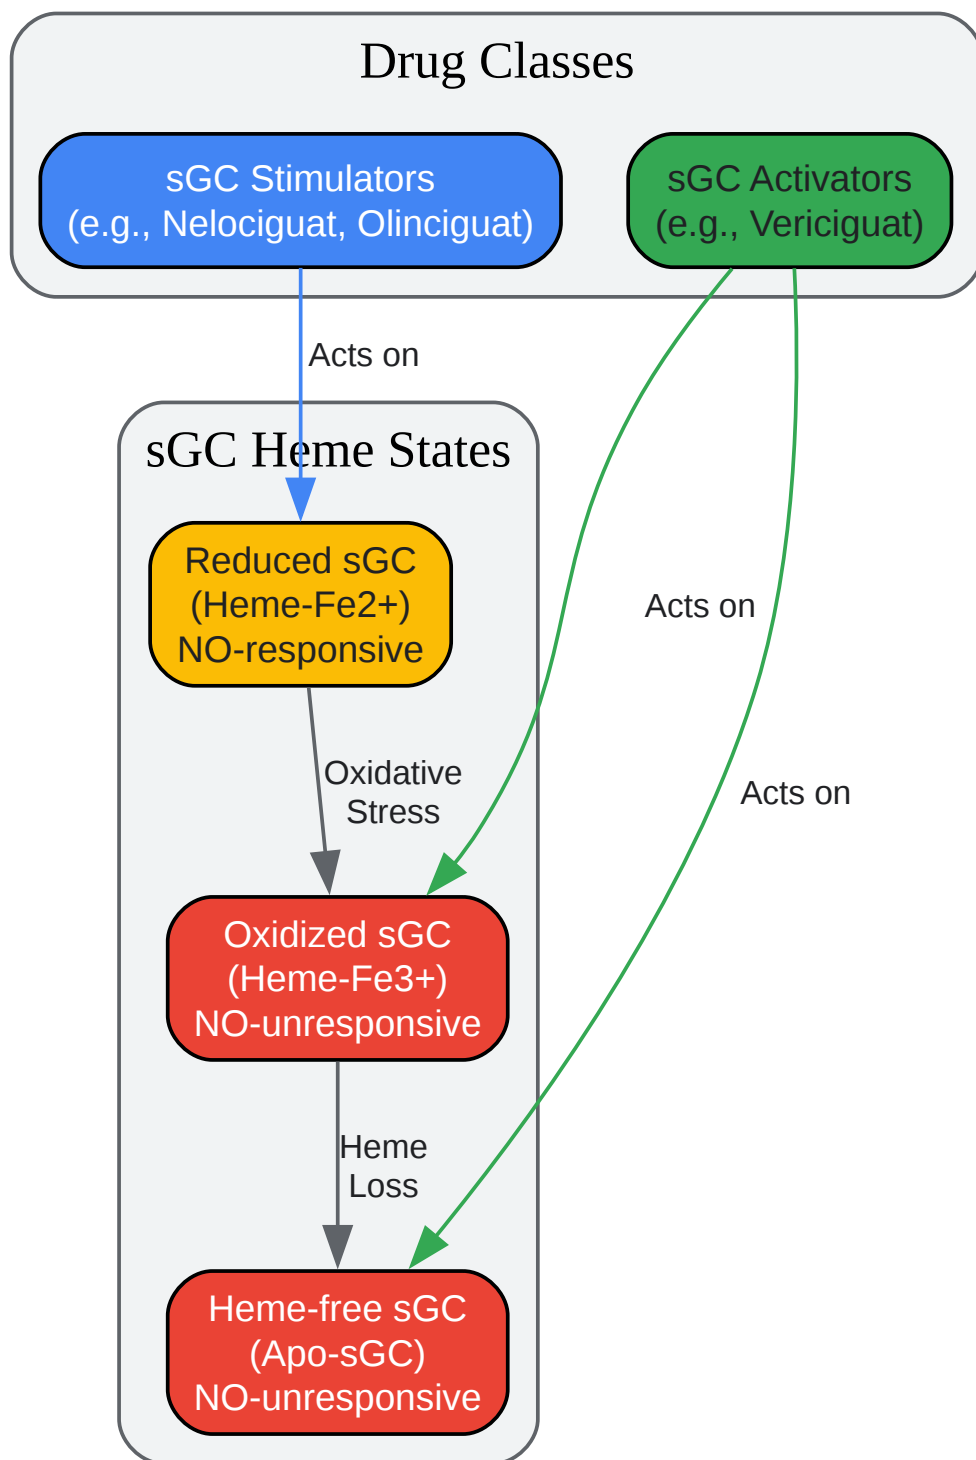 Drug Classes
sGC Stimulators
(e.g., Nelociguat, Olinciguat)
sGC Activators
(e.g., Vericiguat)
Acts on
sGC Heme States
Reduced sGC
(Heme-Fe2+)
NO-responsive
Acts on
Oxidative
Stress
Acts on
Oxidized sGC
(Heme-Fe3+)
NO-unresponsive
Heme
Loss
Heme-free sGC
(Apo-sGC)
NO-unresponsive